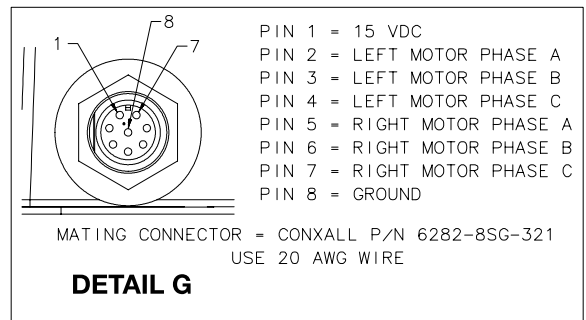 8
1
7
PIN 1 = 15 VDC
PIN 2 = LEFT MOTOR PHASE A
PIN 3 = LEFT MOTOR PHASE B
PIN 4 = LEFT MOTOR PHASE C
PIN 5 = RIGHT MOTOR PHASE A
PIN 6 = RIGHT MOTOR PHASE B
PIN 7 = RIGHT MOTOR PHASE C
PIN 8 = GROUND
MATING CONNECTOR = CONXALL P/N 6282-8SG-321
USE 20 AWG WIRE
DETAIL G